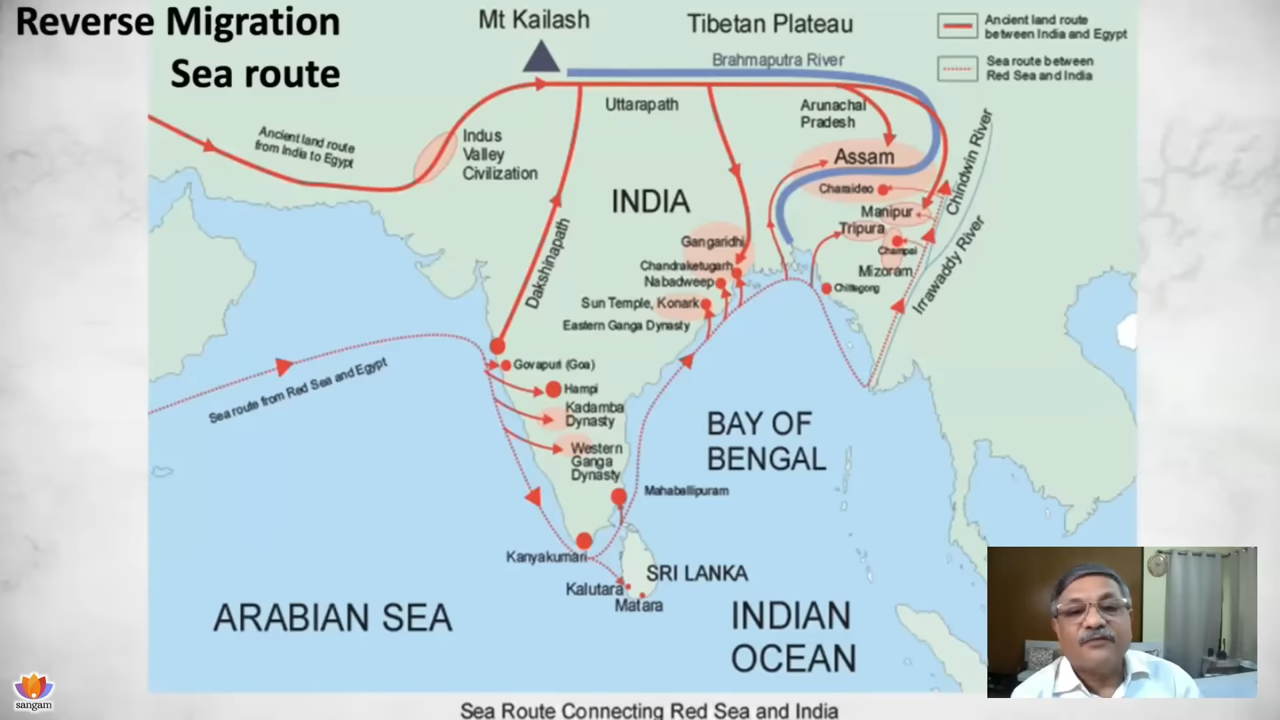 Reverse Migration
Sea route
Mt Kailash
Tibetan Plateau
Brahmaputra River
Ancient land route
between India and Egypt
Sea route between
Red Sea and India
Uttarapath
Arunachal
Pradesh
Ancient land route
from India to Egypt
Indus
Valley
Civilization
Assam
Charaideo
Manipur
Tripura
Champai
Mizoram
Chittagong
Chindwin River
Irrawaddy River
INDIA
Dakshinapath
Gangaridhi
Chandraketugarh
Nabadweep
Sun Temple, Konark
Eastern Ganga Dynasty
Sea route from Red Sea and Egypt
Govapuri (Goa)
Hampi
Kadamba
Dynasty
Western
Ganga
Dynasty
BAY OF
BENGAL
Mahaballipuram
Kanyakumari
SRI LANKA
Kalutara
Matara
ARABIAN SEA
INDIAN
OCEAN
sangam
Sea Route Connecting Red Sea and India